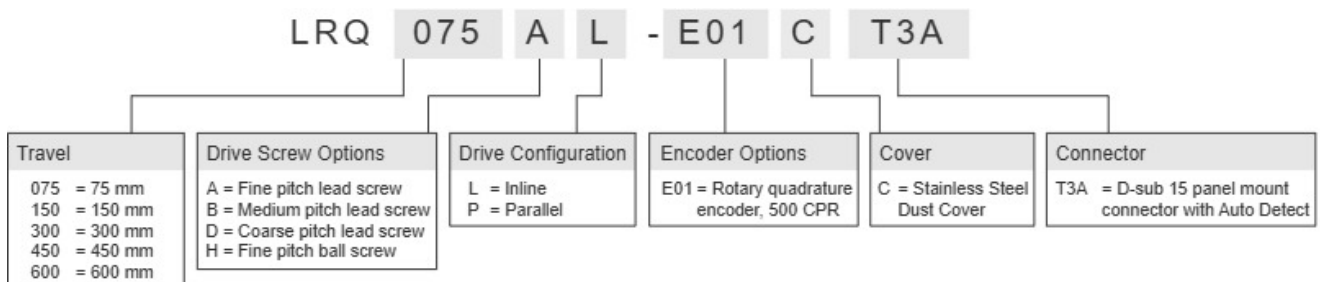 LRQ 075 A L - E01 C T3A
Travel
075 = 75 mm
150 = 150 mm
300 = 300 mm
450 = 450 mm
600 = 600 mm
Drive Screw Options
A = Fine pitch lead screw
B = Medium pitch lead screw
D = Coarse pitch lead screw
H = Fine pitch ball screw
Drive Configuration
L = Inline
P = Parallel
Encoder Options
E01 = Rotary quadrature
encoder, 500 CPR
Cover
C = Stainless Steel
Dust Cover
Connector
T3A = D-sub 15 panel mount
connector with Auto Detect